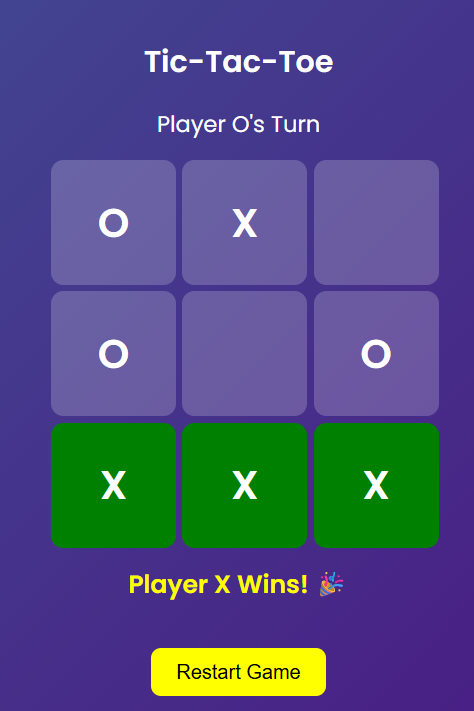 Tic-Tac-Toe
Player O's Turn
O X
O O
X X X
Player X Wins! 🎉
Restart Game